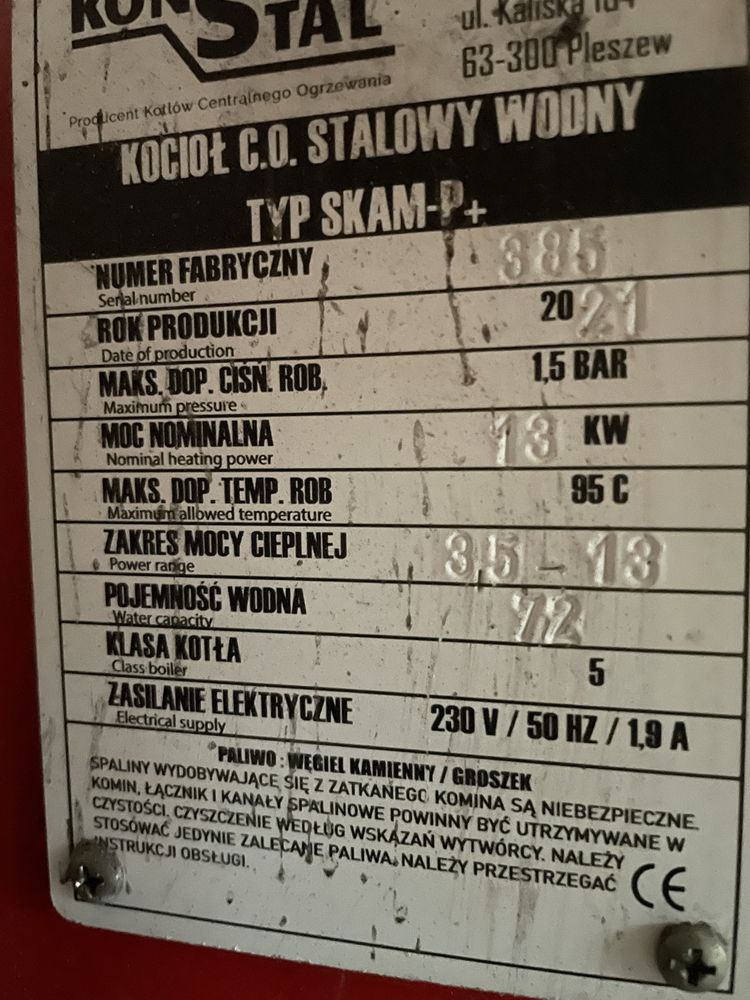 KONSTAL
ul. Kaliska
63-300 Pleszew
Producent Kotłów Centralnego Ogrzewania
KOCIOŁ C.O. STALOWY WODNY
TYP SKAM-P+
NUMER FABRYCZNY 385
Serial number
ROK PRODUKCJI 2021
Date of production
MAKS. DOP. CIŚN. ROB. 1,5 BAR
Maximum pressure
MOC NOMINALNA 13 KW
Nominal heating power
MAKS. DOP. TEMP. ROB 95 C
Maximum allowed temperature
ZAKRES MOCY CIEPLNEJ 3,5 - 13
Power range
POJEMNOŚĆ WODNA 72
Water capacity
KLASA KOTŁA 5
Class boiler
ZASILANIE ELEKTRYCZNE 230 V / 50 HZ / 1,9 A
Electrical supply
PALIWO : WĘGIEL KAMIENNY / GROSZEK
SPALINY WYDOBYWAJĄCE SIĘ Z ZATKANEGO KOMINA SĄ NIEBEZPIECZNE.
KOMIN, ŁĄCZNIK I KANAŁY SPALINOWE POWINNY BYĆ UTRZYMYWANE W
CZYSTOŚCI. CZYSZCZENIE WEDŁUG WSKAZAŃ WYTWÓRCY. NALEŻY
STOSOWAĆ JEDYNIE ZALECANE PALIWA. NALEŻY PRZESTRZEGAĆ
INSTRUKCJI OBSŁUGI.
CE